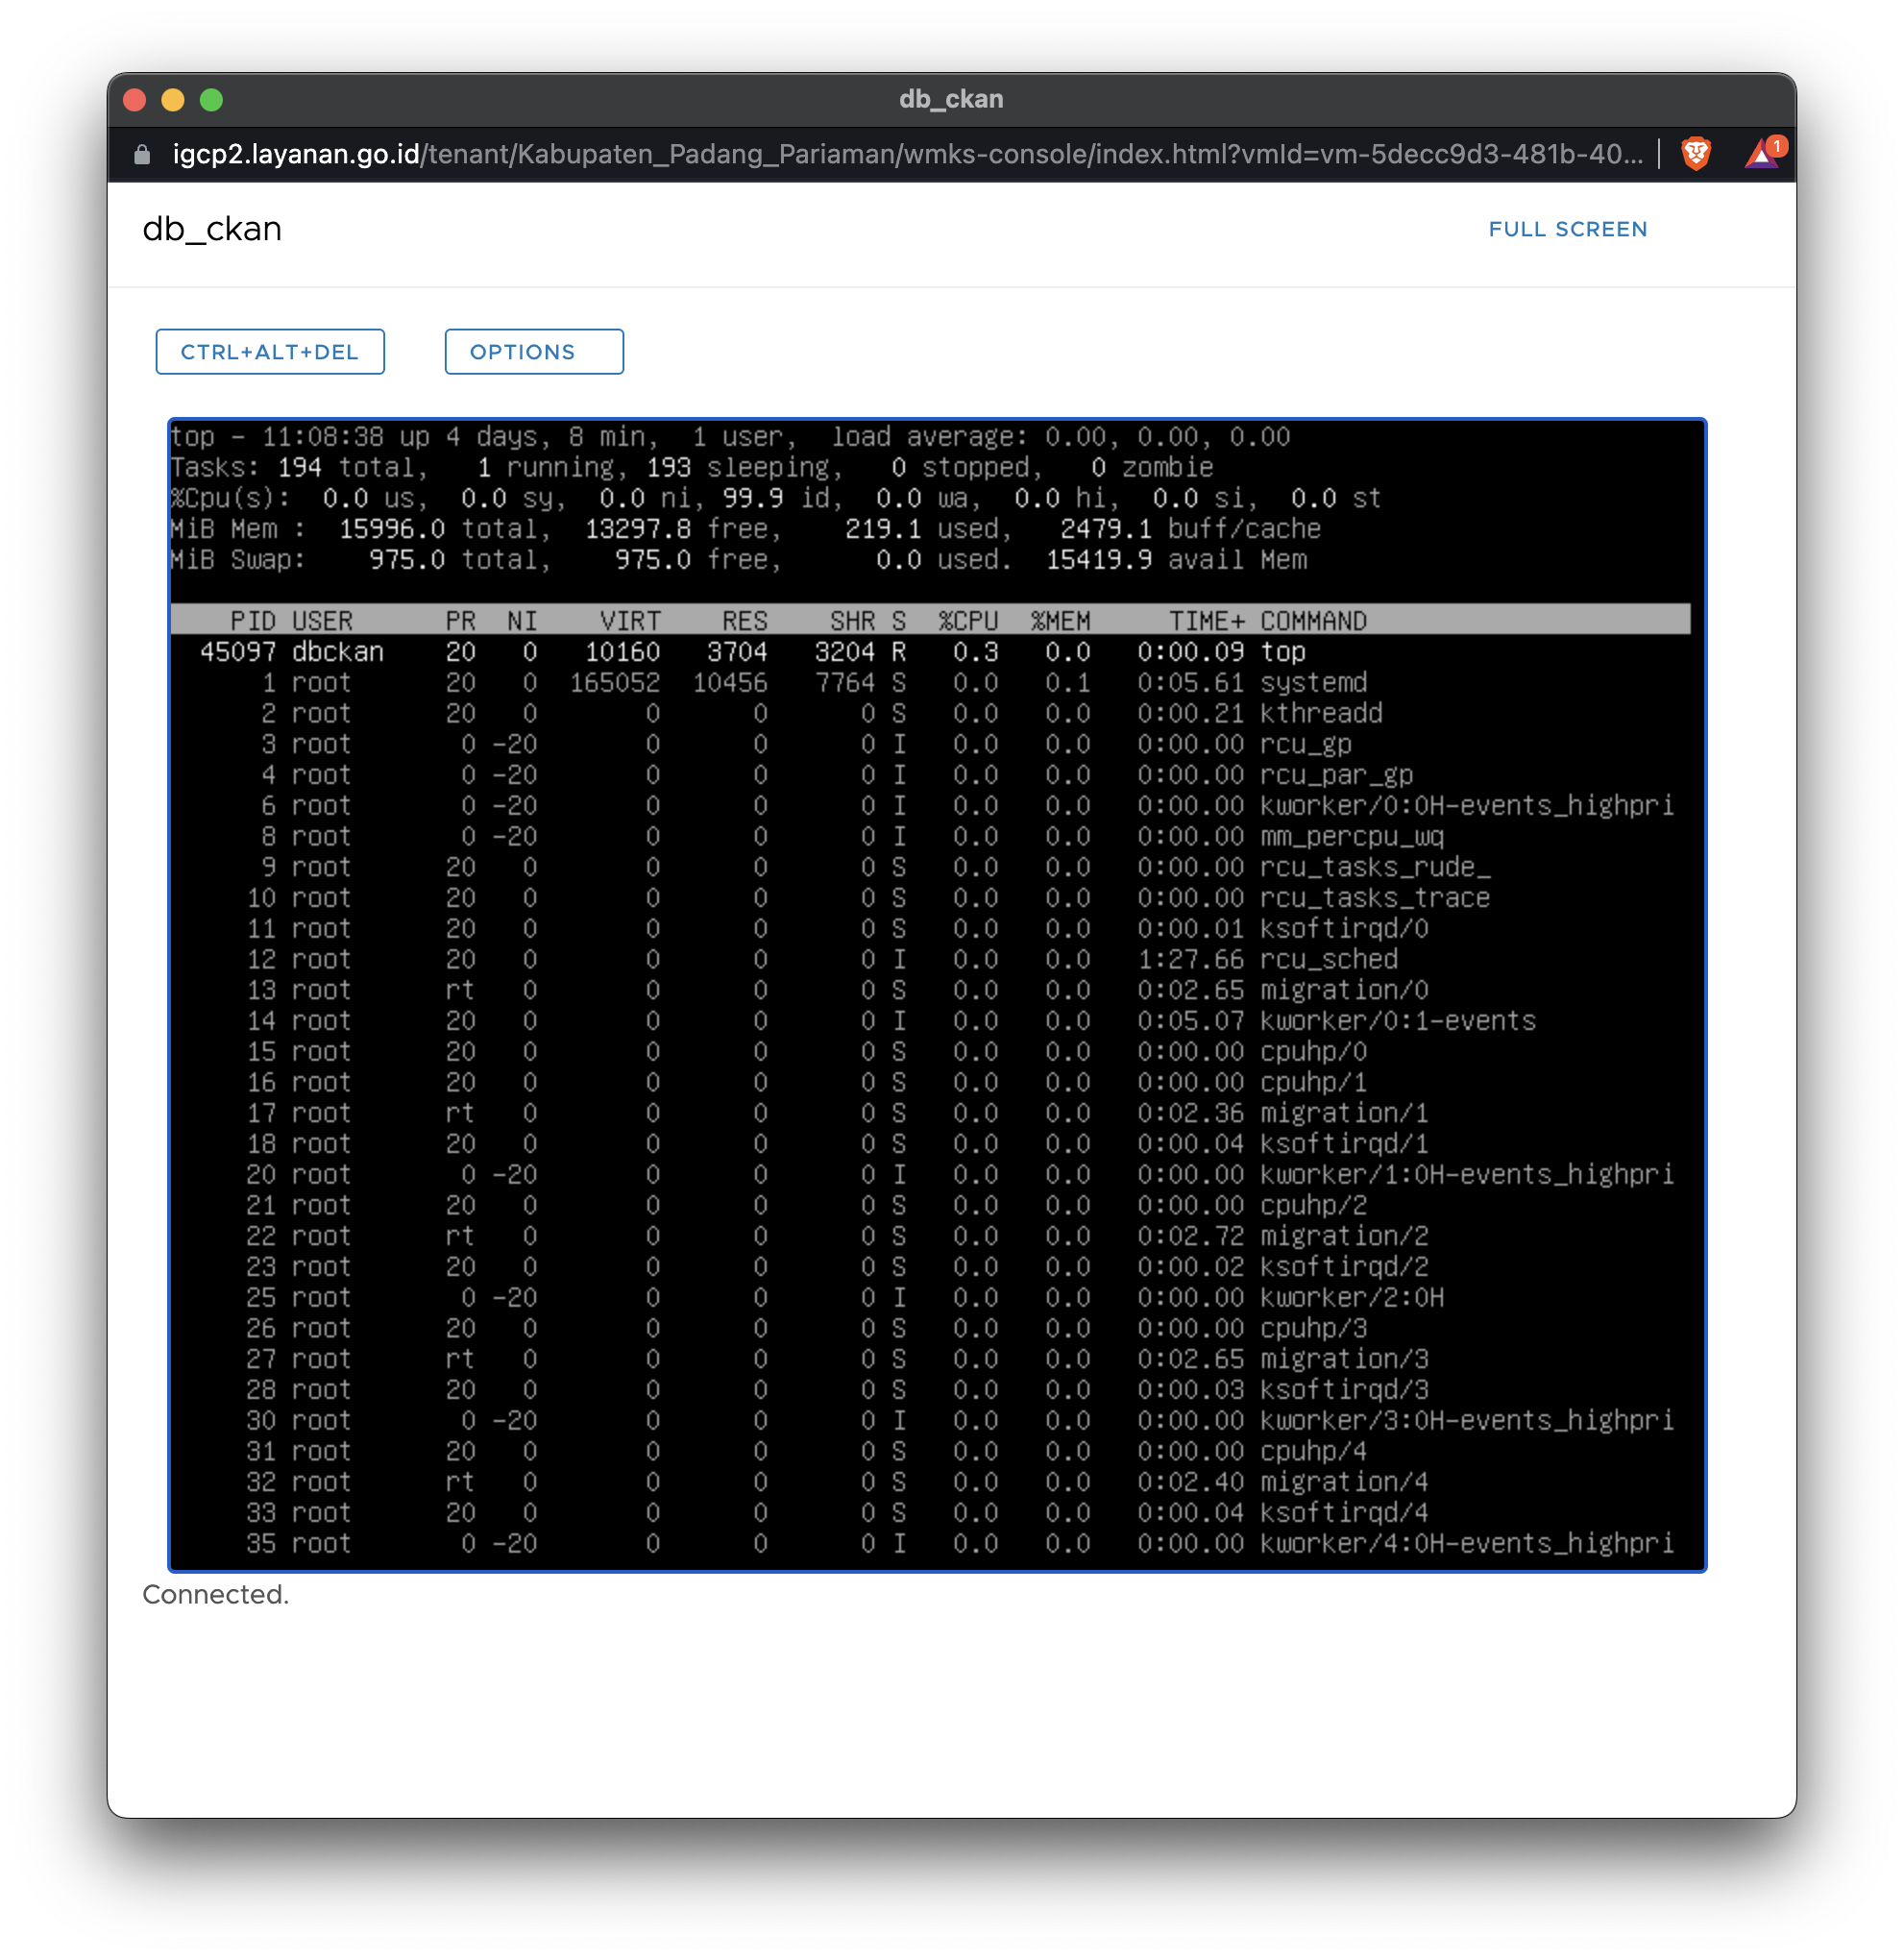 db_ckan
igcp2.layanan.go.id/tenant/Kabupaten_Padang_Pariaman/wmks-console/index.html?vmId=vm-5decc9d3-481b-40... 1
db_ckan FULL SCREEN
CTRL+ALT+DEL OPTIONS
top - 11:08:38 up 4 days, 8 min, 1 user, load average: 0.00, 0.00, 0.00
Tasks: 194 total, 1 running, 193 sleeping, 0 stopped, 0 zombie
%Cpu(s): 0.0 us, 0.0 sy, 0.0 ni, 99.9 id, 0.0 wa, 0.0 hi, 0.0 si, 0.0 st
MiB Mem : 15996.0 total, 13297.8 free, 219.1 used, 2479.1 buff/cache
MiB Swap: 975.0 total, 975.0 free, 0.0 used. 15419.9 avail Mem
PID USER PR NI VIRT RES SHR S %CPU %MEM TIME+ COMMAND
45097 dbckan 20 0 10160 3704 3204 R 0.3 0.0 0:00.09 top
1 root 20 0 165052 10456 7764 S 0.0 0.1 0:05.61 systemd
2 root 20 0 0 0 0 S 0.0 0.0 0:00.21 kthreadd
3 root 0 -20 0 0 0 I 0.0 0.0 0:00.00 rcu_gp
4 root 0 -20 0 0 0 I 0.0 0.0 0:00.00 rcu_par_gp
6 root 0 -20 0 0 0 I 0.0 0.0 0:00.00 kworker/0:0H-events_highpri
8 root 0 -20 0 0 0 I 0.0 0.0 0:00.00 mm_percpu_wq
9 root 20 0 0 0 0 S 0.0 0.0 0:00.00 rcu_tasks_rude_
10 root 20 0 0 0 0 S 0.0 0.0 0:00.00 rcu_tasks_trace
11 root 20 0 0 0 0 S 0.0 0.0 0:00.01 ksoftirqd/0
12 root 20 0 0 0 0 I 0.0 0.0 1:27.66 rcu_sched
13 root rt 0 0 0 0 S 0.0 0.0 0:02.65 migration/0
14 root 20 0 0 0 0 I 0.0 0.0 0:05.07 kworker/0:1-events
15 root 20 0 0 0 0 S 0.0 0.0 0:00.00 cpuhp/0
16 root 20 0 0 0 0 S 0.0 0.0 0:00.00 cpuhp/1
17 root rt 0 0 0 0 S 0.0 0.0 0:02.36 migration/1
18 root 20 0 0 0 0 S 0.0 0.0 0:00.04 ksoftirqd/1
20 root 0 -20 0 0 0 I 0.0 0.0 0:00.00 kworker/1:0H-events_highpri
21 root 20 0 0 0 0 S 0.0 0.0 0:00.00 cpuhp/2
22 root rt 0 0 0 0 S 0.0 0.0 0:02.72 migration/2
23 root 20 0 0 0 0 S 0.0 0.0 0:00.02 ksoftirqd/2
25 root 0 -20 0 0 0 I 0.0 0.0 0:00.00 kworker/2:0H
26 root 20 0 0 0 0 S 0.0 0.0 0:00.00 cpuhp/3
27 root rt 0 0 0 0 S 0.0 0.0 0:02.65 migration/3
28 root 20 0 0 0 0 S 0.0 0.0 0:00.03 ksoftirqd/3
30 root 0 -20 0 0 0 I 0.0 0.0 0:00.00 kworker/3:0H-events_highpri
31 root 20 0 0 0 0 S 0.0 0.0 0:00.00 cpuhp/4
32 root rt 0 0 0 0 S 0.0 0.0 0:02.40 migration/4
33 root 20 0 0 0 0 S 0.0 0.0 0:00.04 ksoftirqd/4
35 root 0 -20 0 0 0 I 0.0 0.0 0:00.00 kworker/4:0H-events_highpri
Connected.